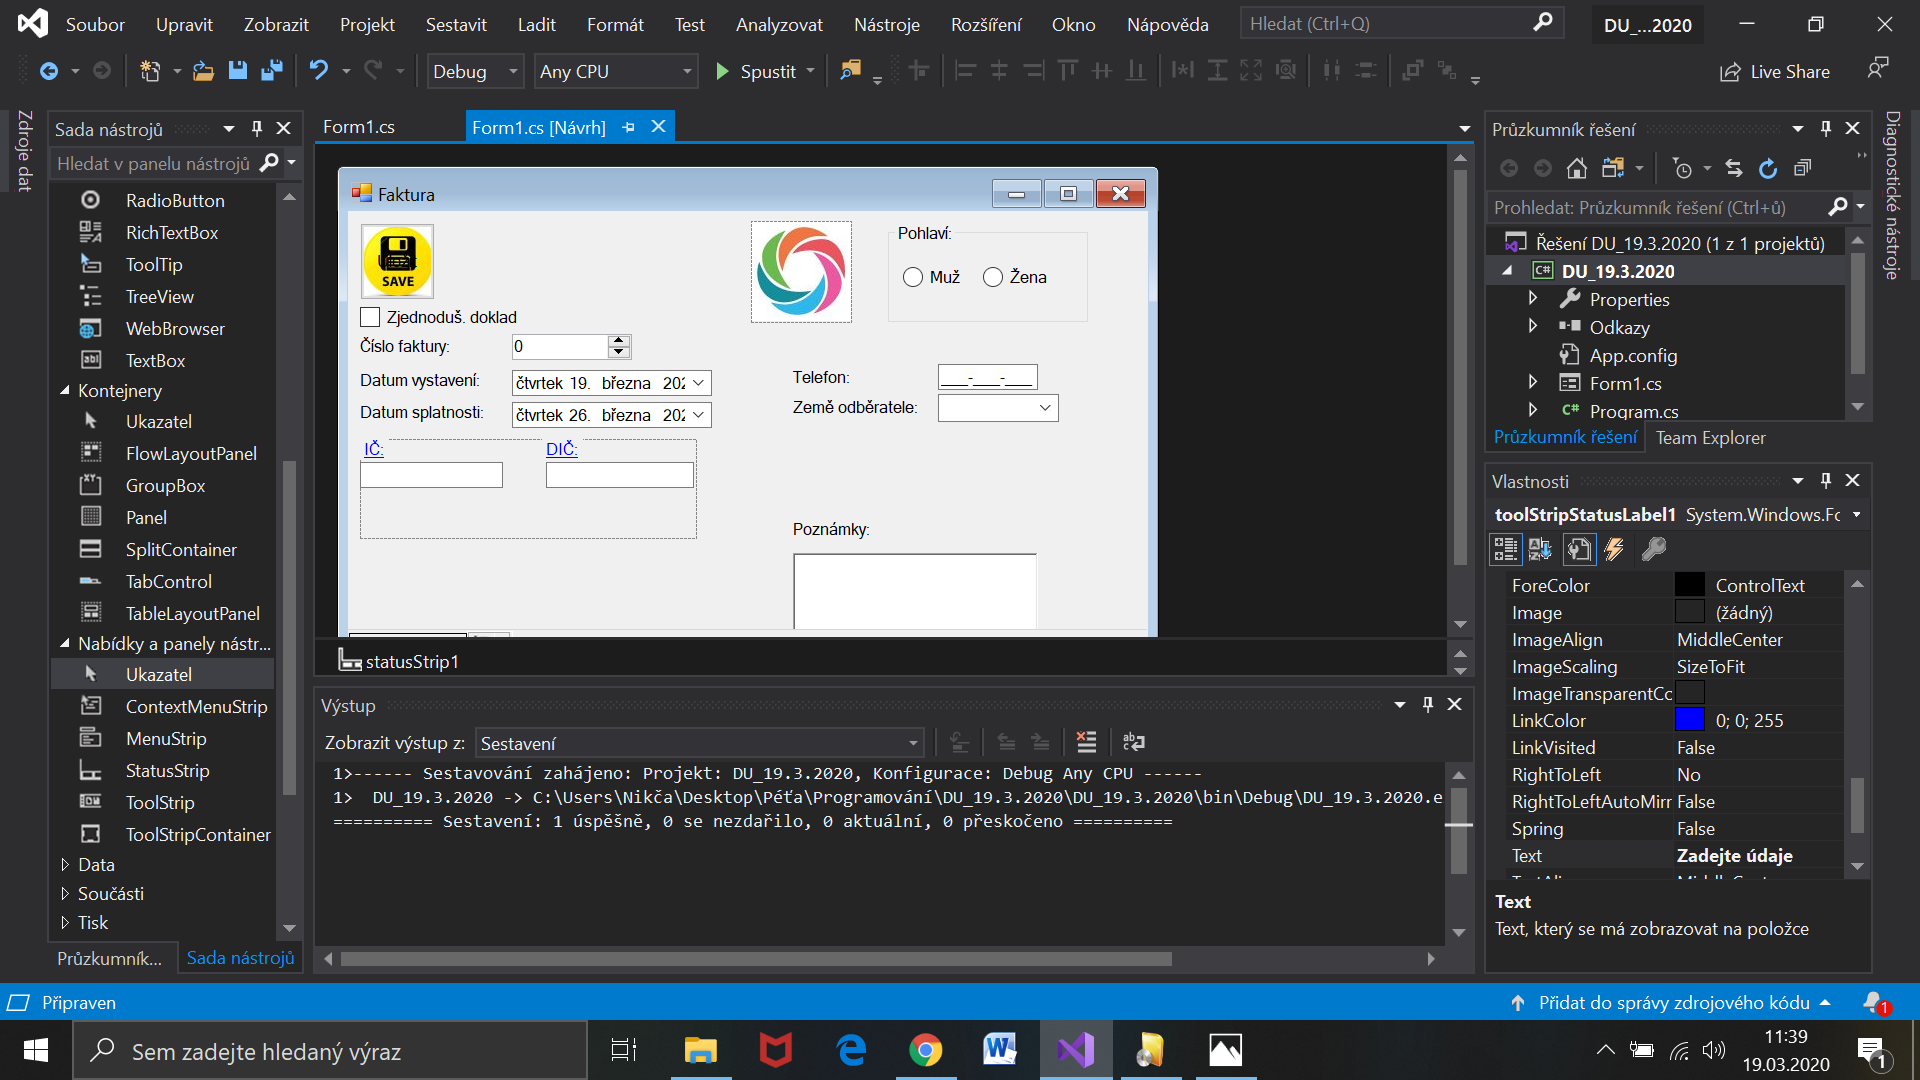 Soubor Upravit Zobrazit Projekt Sestavit Ladit Formát Test Analyzovat Nástroje Rozšíření Okno Nápověda Hledat (Ctrl+Q) DU_...2020
Debug Any CPU Spustit Live Share
Zdroje dat
Sada nástrojů
Hledat v panelu nástrojů
RadioButton
RichTextBox
ToolTip
TreeView
WebBrowser
TextBox
Kontejnery
Ukazatel
FlowLayoutPanel
GroupBox
Panel
SplitContainer
TabControl
TableLayoutPanel
Nabídky a panely nástr...
Ukazatel
ContextMenuStrip
MenuStrip
StatusStrip
ToolStrip
ToolStripContainer
Data
Součásti
Tisk
Průzkumník...
Sada nástrojů
Form1.cs
Form1.cs [Návrh]
Faktura
SAVE
Zjednoduš. doklad
Číslo faktury:
0
Datum vystavení:
čtvrtek 19. března 202
Datum splatnosti:
čtvrtek 26. března 202
IČ:
DIČ:
Pohlaví:
Muž
Žena
Telefon:
___-___-___
Země odběratele:
Poznámky:
statusStrip1
Výstup
Zobrazit výstup z: Sestavení
1>------ Sestavování zahájeno: Projekt: DU_19.3.2020, Konfigurace: Debug Any CPU ------
1>  DU_19.3.2020 -> C:\Users\Nikča\Desktop\Péťa\Programování\DU_19.3.2020\DU_19.3.2020\bin\Debug\DU_19.3.2020.e
========== Sestavení: 1 úspěšně, 0 se nezdařilo, 0 aktuální, 0 přeskočeno ==========
Průzkumník řešení
Prohledat: Průzkumník řešení (Ctrl+ů)
Řešení DU_19.3.2020 (1 z 1 projektů)
DU_19.3.2020
Properties
Odkazy
App.config
Form1.cs
Program.cs
Průzkumník řešení
Team Explorer
Vlastnosti
toolStripStatusLabel1 System.Windows.Fc
ForeColor ControlText
Image (žádný)
ImageAlign MiddleCenter
ImageScaling SizeToFit
ImageTransparentCo
LinkColor 0; 0; 255
LinkVisited False
RightToLeft No
RightToLeftAutoMirr False
Spring False
Text Zadejte údaje
Text
Text, který se má zobrazovat na položce
Diagnostické nástroje
Připraven
Přidat do správy zdrojového kódu
1
Sem zadejte hledaný výraz
11:39
19.03.2020
1